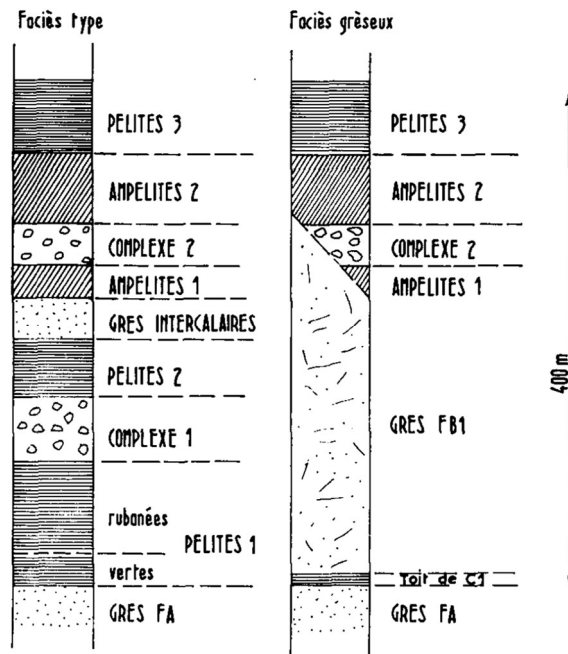 Faciès type
PELITES 3
AMPELITES 2
COMPLEXE 2
AMPELITES 1
GRES INTERCALAIRES
PELITES 2
COMPLEXE 1
rubanées
PELITES 1
vertes
GRES FA
Faciès grèseux
PELITES 3
AMPELITES 2
COMPLEXE 2
AMPELITES 1
GRES FB1
Toit de C1
GRES FA
400 m